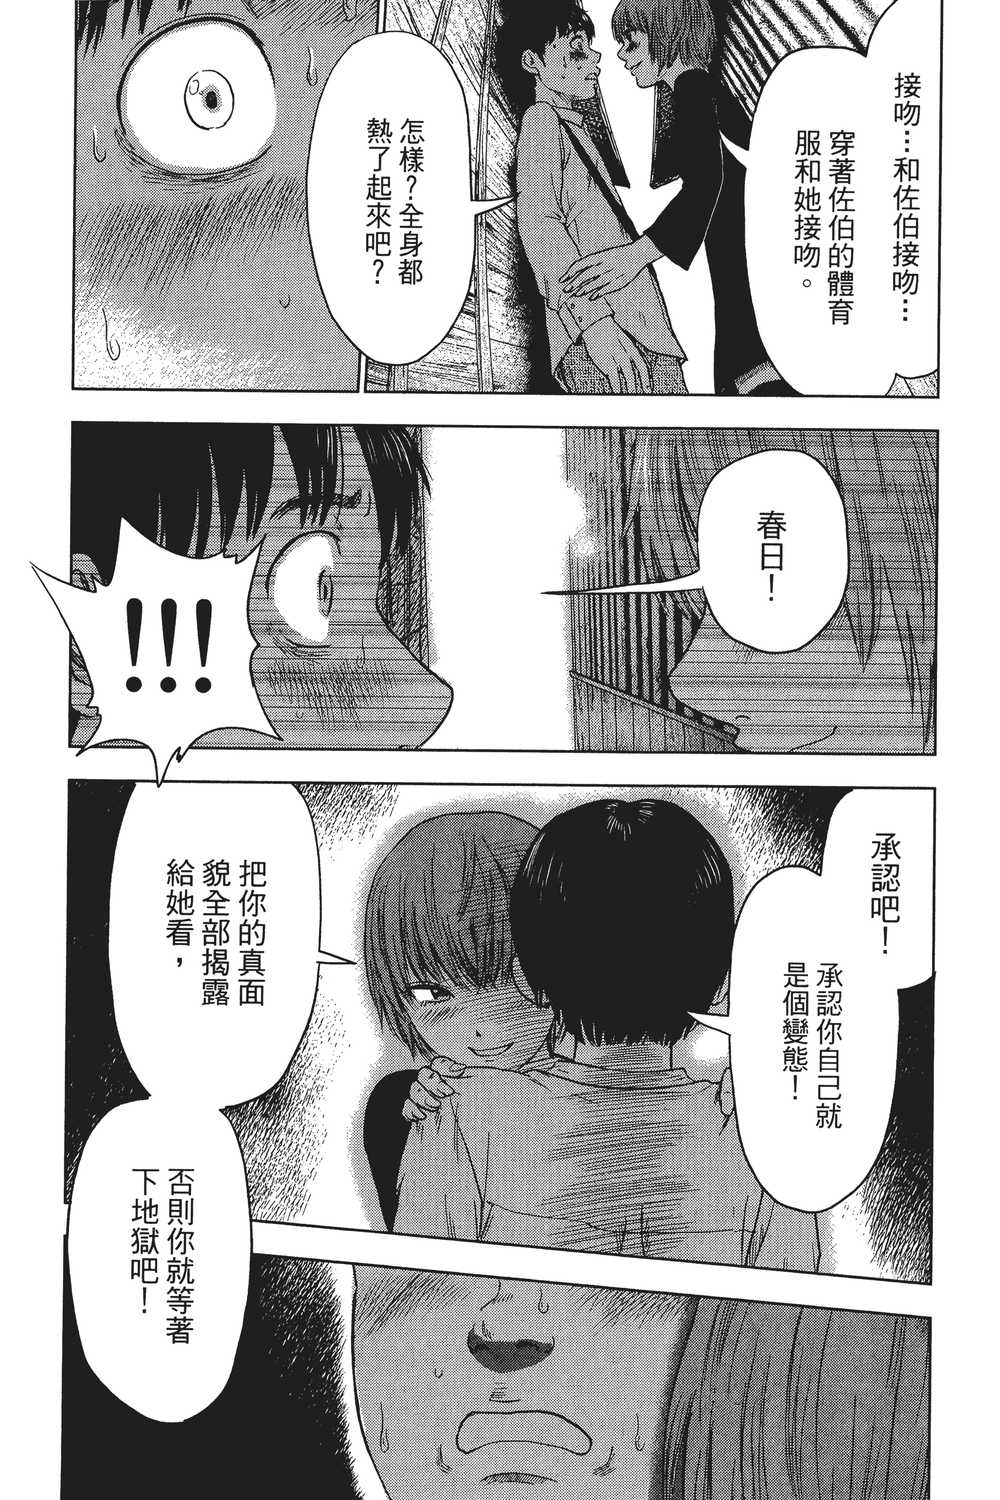 接吻…和佐伯接吻…
穿著佐伯的體育
服和她接吻。
怎樣？全身都
熱了起來吧？
春日！
!!!
承認吧！
承認你自己就
是個變態！
把你的真面
貌全部揭露
給她看，
否則你就等著
下地獄吧！